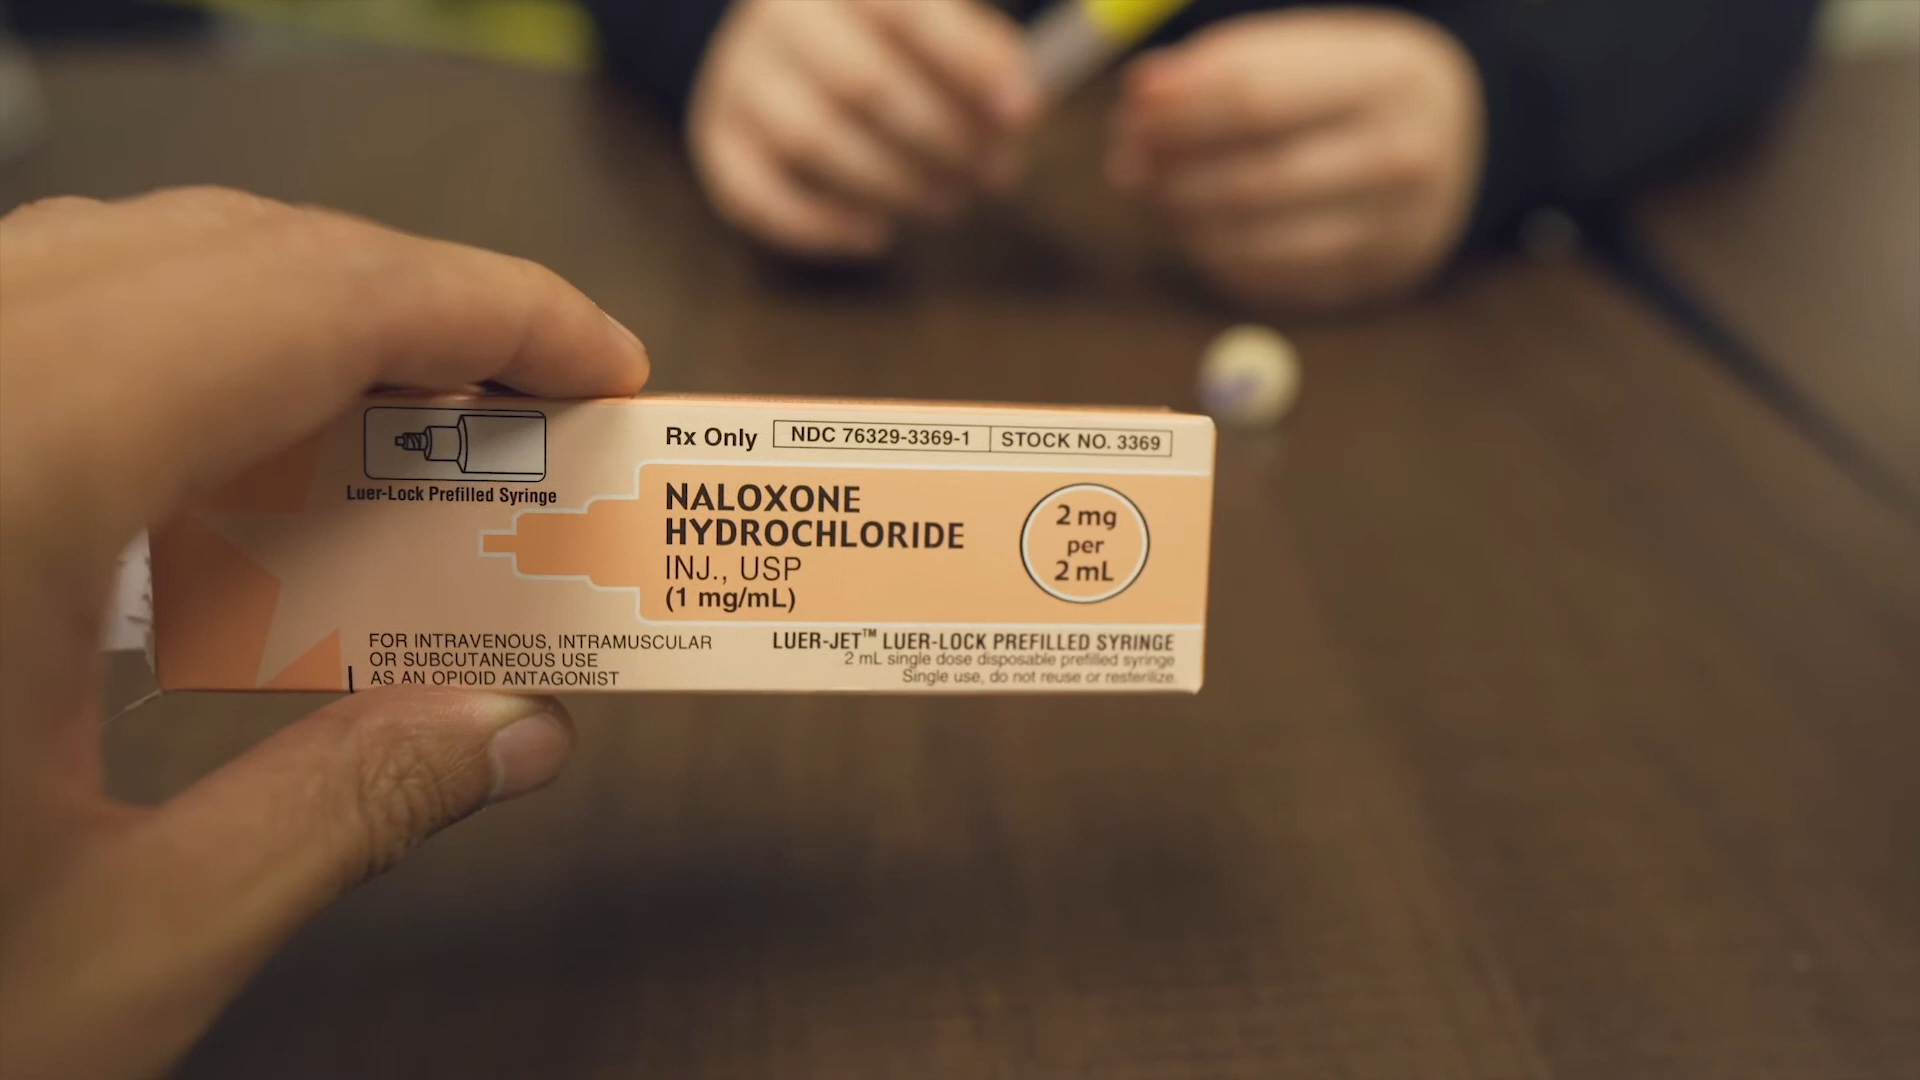 Rx Only NDC 76329-3369-1 STOCK NO. 3369
Luer-Lock Prefilled Syringe
NALOXONE
HYDROCHLORIDE
INJ., USP
(1 mg/mL)
2 mg
per
2 mL
FOR INTRAVENOUS, INTRAMUSCULAR
OR SUBCUTANEOUS USE
AS AN OPIOID ANTAGONIST
LUER-JET™ LUER-LOCK PREFILLED SYRINGE
2 mL single dose disposable prefilled syringe
Single use, do not reuse or resterilize.